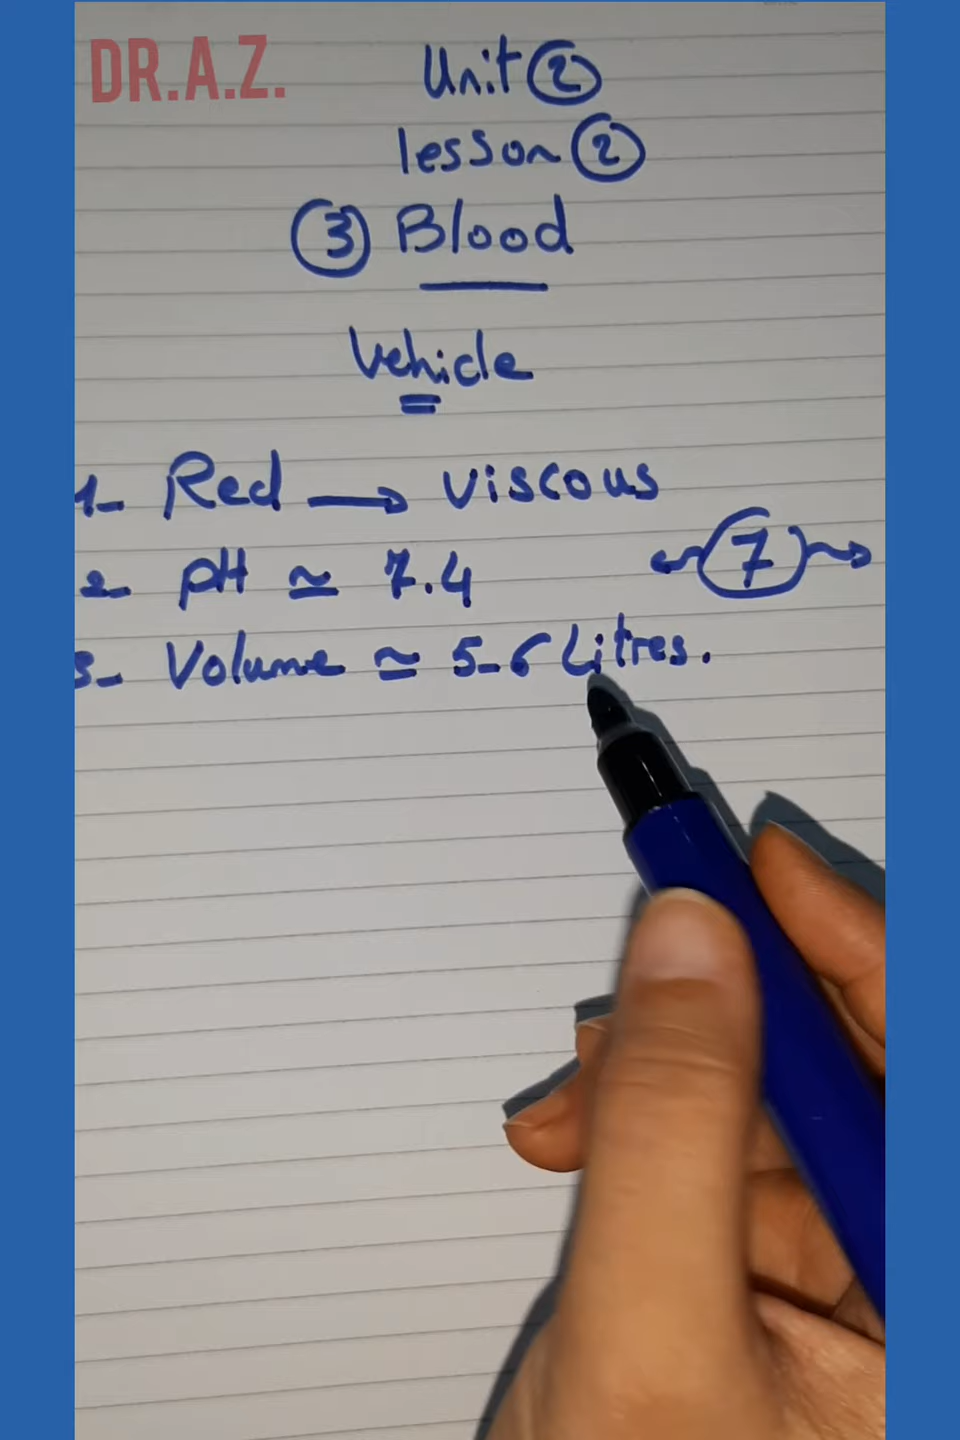 DR.A.Z.
Unit ②
lesson ②
③ Blood
Vehicle
1- Red → Viscous
2- pH ≃ 7.4 ⑦
3- Volume ≃ 5-6 Litres.